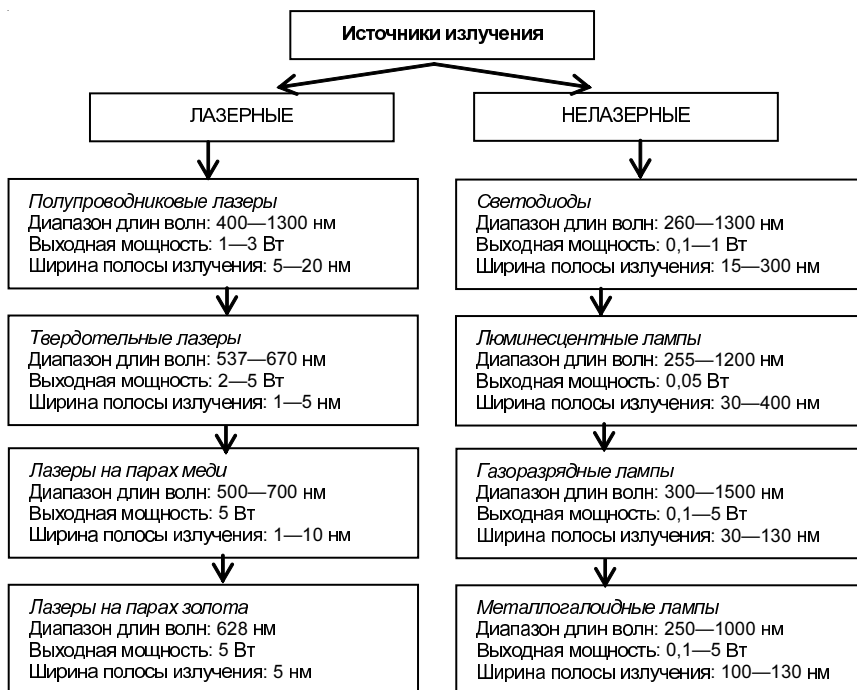 Источники излучения
ЛАЗЕРНЫЕ
НЕЛАЗЕРНЫЕ
Полупроводниковые лазеры
Диапазон длин волн: 400—1300 нм
Выходная мощность: 1—3 Вт
Ширина полосы излучения: 5—20 нм
Светодиоды
Диапазон длин волн: 260—1300 нм
Выходная мощность: 0,1—1 Вт
Ширина полосы излучения: 15—300 нм
Твердотельные лазеры
Диапазон длин волн: 537—670 нм
Выходная мощность: 2—5 Вт
Ширина полосы излучения: 1—5 нм
Люминесцентные лампы
Диапазон длин волн: 255—1200 нм
Выходная мощность: 0,05 Вт
Ширина полосы излучения: 30—400 нм
Лазеры на парах меди
Диапазон длин волн: 500—700 нм
Выходная мощность: 5 Вт
Ширина полосы излучения: 1—10 нм
Газоразрядные лампы
Диапазон длин волн: 300—1500 нм
Выходная мощность: 0,1—5 Вт
Ширина полосы излучения: 30—130 нм
Лазеры на парах золота
Диапазон длин волн: 628 нм
Выходная мощность: 5 Вт
Ширина полосы излучения: 5 нм
Металлогалоидные лампы
Диапазон длин волн: 250—1000 нм
Выходная мощность: 0,1—5 Вт
Ширина полосы излучения: 100—130 нм